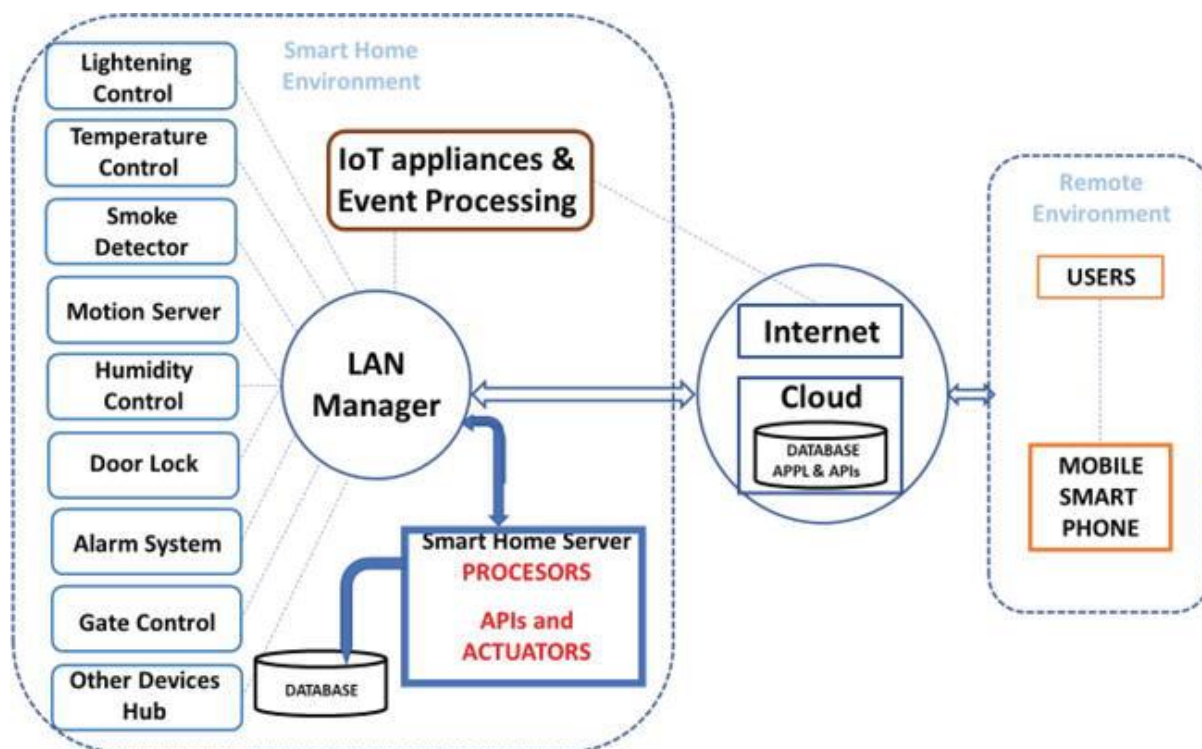 Smart Home
Environment
Lightening
Control
Temperature
Control
Smoke
Detector
Motion Server
Humidity
Control
Door Lock
Alarm System
Gate Control
Other Devices
Hub
IoT appliances &
Event Processing
LAN
Manager
Smart Home Server
PROCESORS
APIs and
ACTUATORS
DATABASE
Internet
Cloud
DATABASE
APPL & APIs
Remote
Environment
USERS
MOBILE
SMART
PHONE